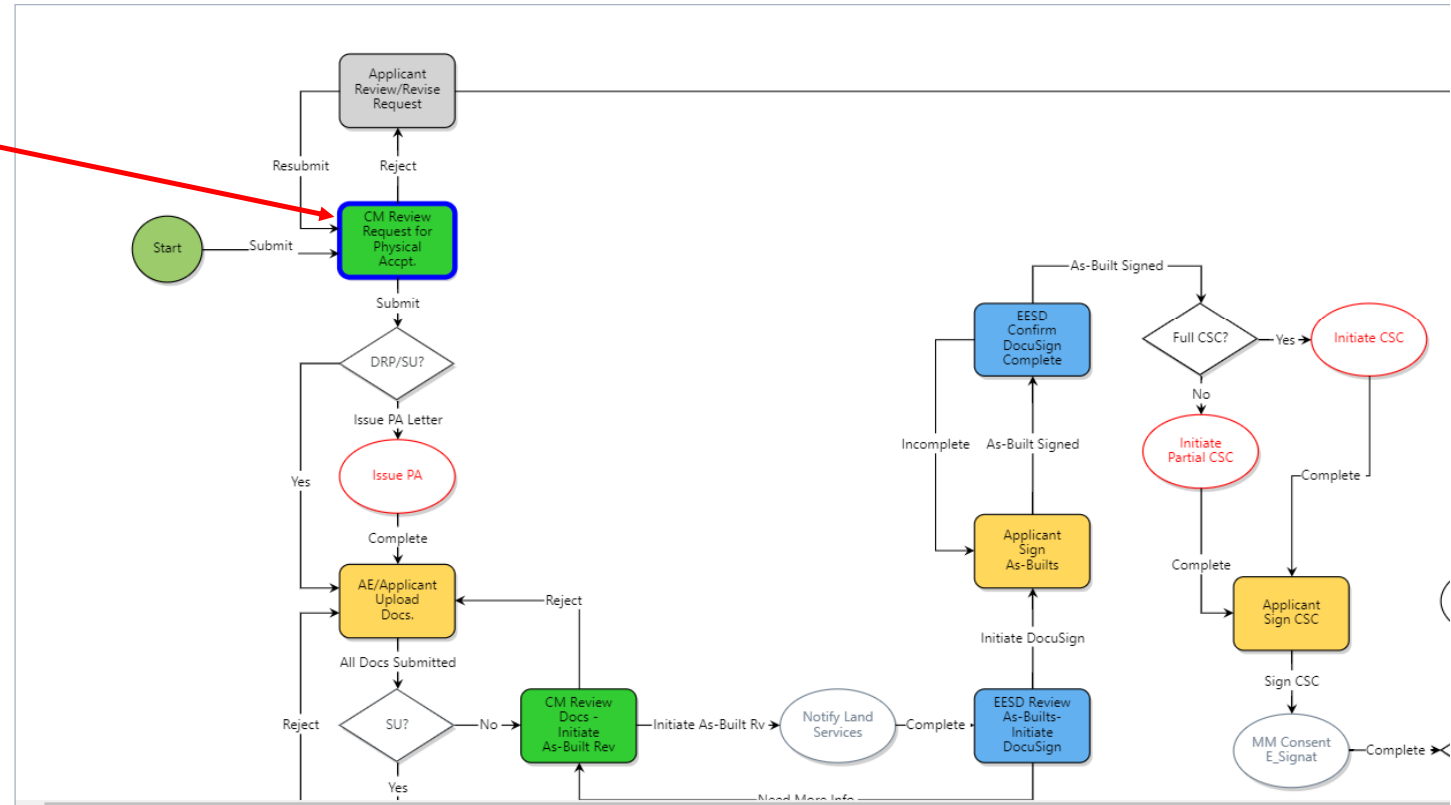 Applicant
Review/Revise
Request
Resubmit
Reject
CM Review
Request for
Physical
Accpt.
Start
Submit
Submit
DRP/SU?
Issue PA Letter
Issue PA
Yes
Complete
AE/Applicant
Upload
Docs.
Reject
All Docs Submitted
Reject
SU?
No
Yes
CM Review
Docs -
Initiate
As-Built Rev
Initiate As-Built Rv
Notify Land
Services
Complete
EESD Review
As-Builts-
Initiate
DocuSign
Need More Info
Initiate DocuSign
Applicant
Sign
As-Builts
Incomplete
As-Built Signed
EESD
Confirm
DocuSign
Complete
As-Built Signed
Full CSC?
Yes
Initiate CSC
No
Initiate
Partial CSC
Complete
Complete
Applicant
Sign CSC
Sign CSC
MM Consent
E_Signat
Complete